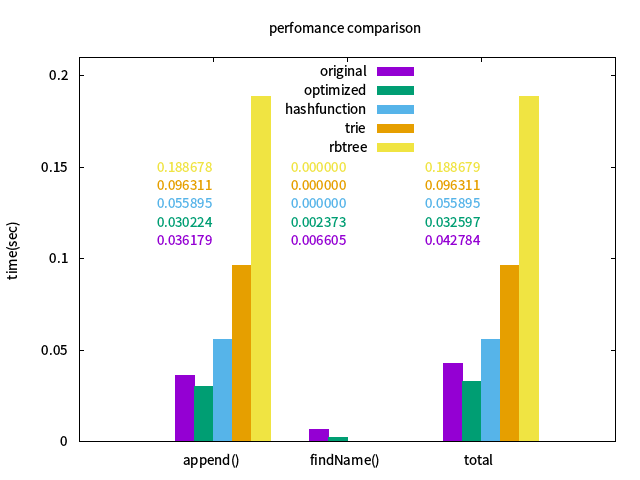 perfomance comparison
time(sec)
0.2
0.15
0.1
0.05
0
original
optimized
hashfunction
trie
rbtree
0.188678 0.000000 0.188679
0.096311 0.000000 0.096311
0.055895 0.000000 0.055895
0.030224 0.002373 0.032597
0.036179 0.006605 0.042784
append() findName() total